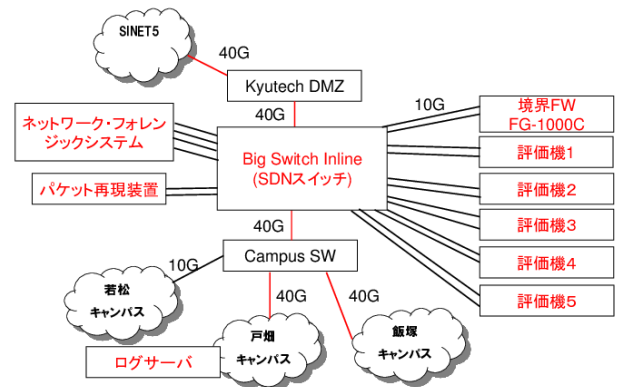 SINET5
40G
Kyutech DMZ
40G
10G
境界FW
FG-1000C
ネットワーク・フォレン
ジックシステム
Big Switch Inline
(SDNスイッチ)
評価機1
パケット再現装置
評価機2
評価機3
40G
Campus SW
評価機4
10G
若松
キャンパス
40G
40G
評価機5
戸畑
キャンパス
飯塚
キャンパス
ログサーバ